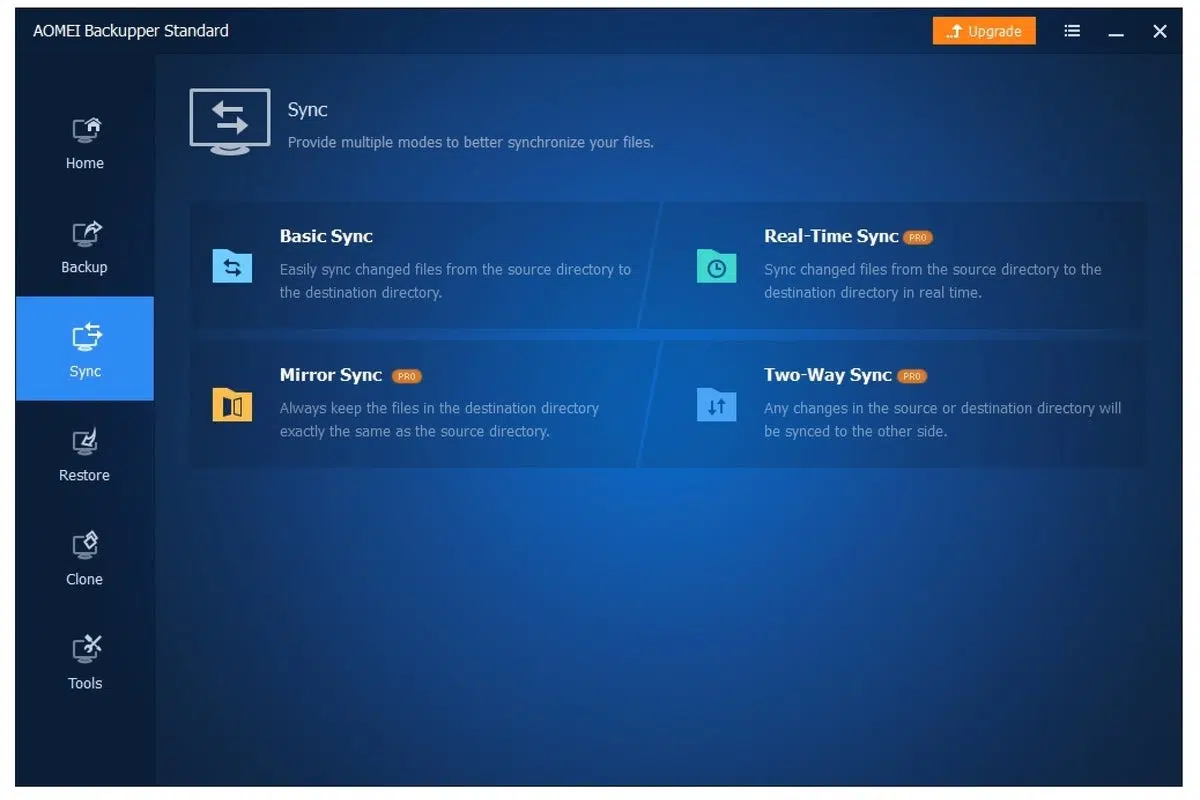 AOMEI Backupper Standard
Upgrade
Home
Backup
Sync
Restore
Clone
Tools
Sync
Provide multiple modes to better synchronize your files.
Basic Sync
Easily sync changed files from the source directory to
the destination directory.
Real-Time Sync PRO
Sync changed files from the source directory to the
destination directory in real time.
Mirror Sync PRO
Always keep the files in the destination directory
exactly the same as the source directory.
Two-Way Sync PRO
Any changes in the source or destination directory will
be synced to the other side.